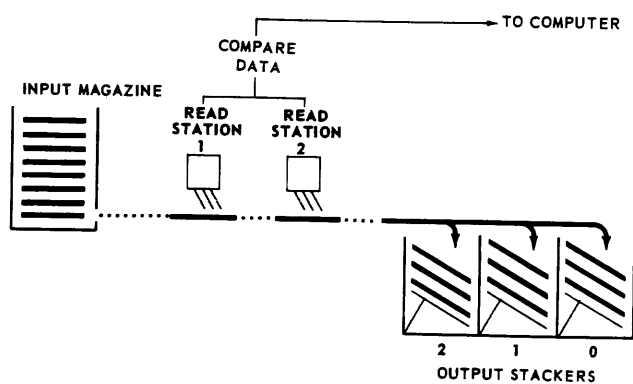 TO COMPUTER
COMPARE
DATA
INPUT MAGAZINE
READ
STATION
1
READ
STATION
2
2 1 0
OUTPUT STACKERS